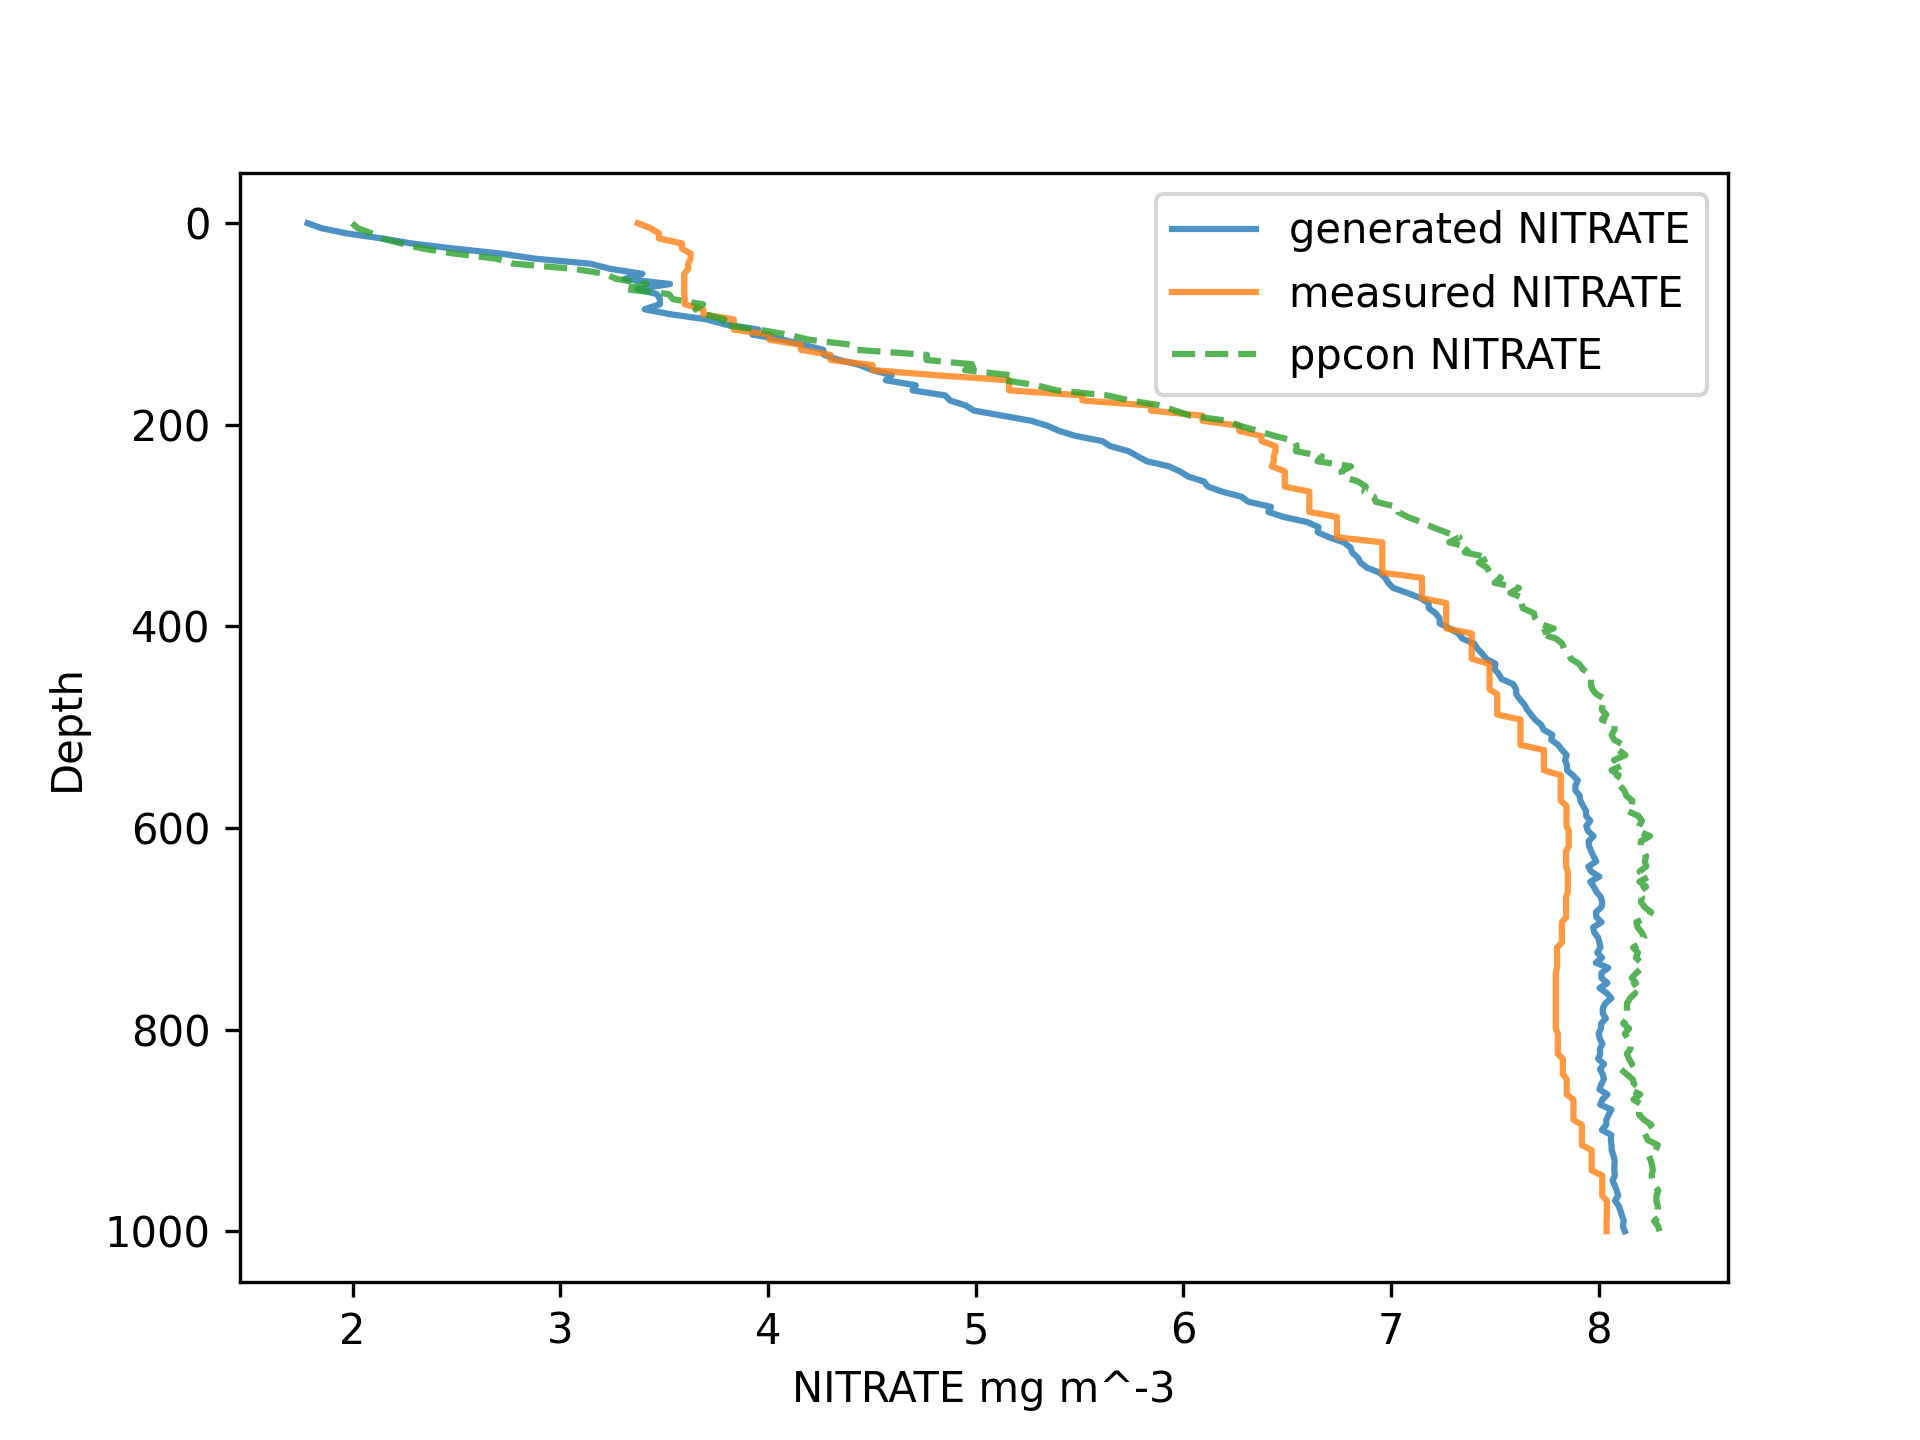 generated NITRATE
measured NITRATE
ppcon NITRATE
0
200
400
600
800
1000
Depth
2 3 4 5 6 7 8
NITRATE mg m^-3